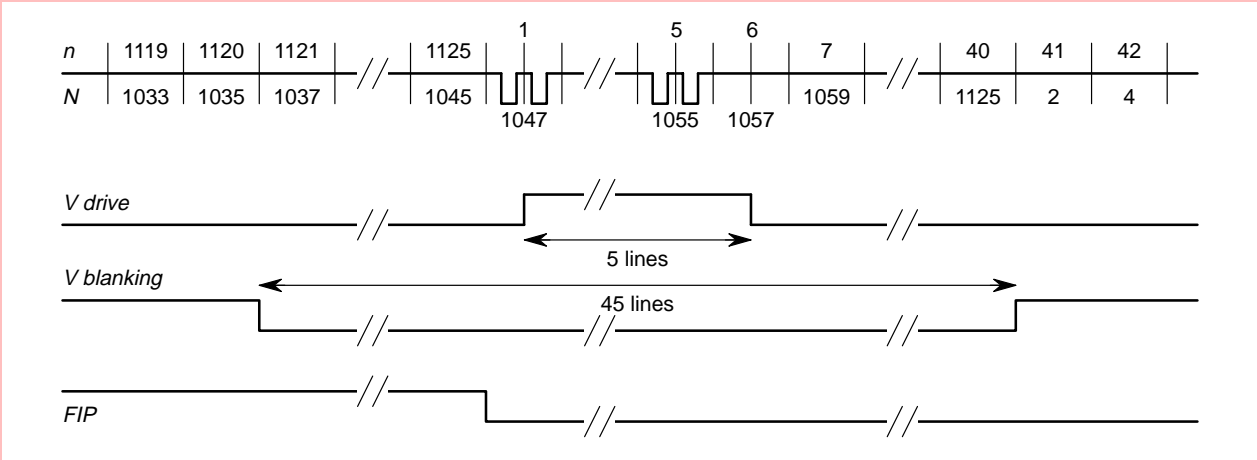 1 5 6
n 1119 1120 1121 1125 7 40 41 42
N 1033 1035 1037 1045 1059 1125 2 4
1047 1055 1057
V drive
5 lines
V blanking
45 lines
FIP